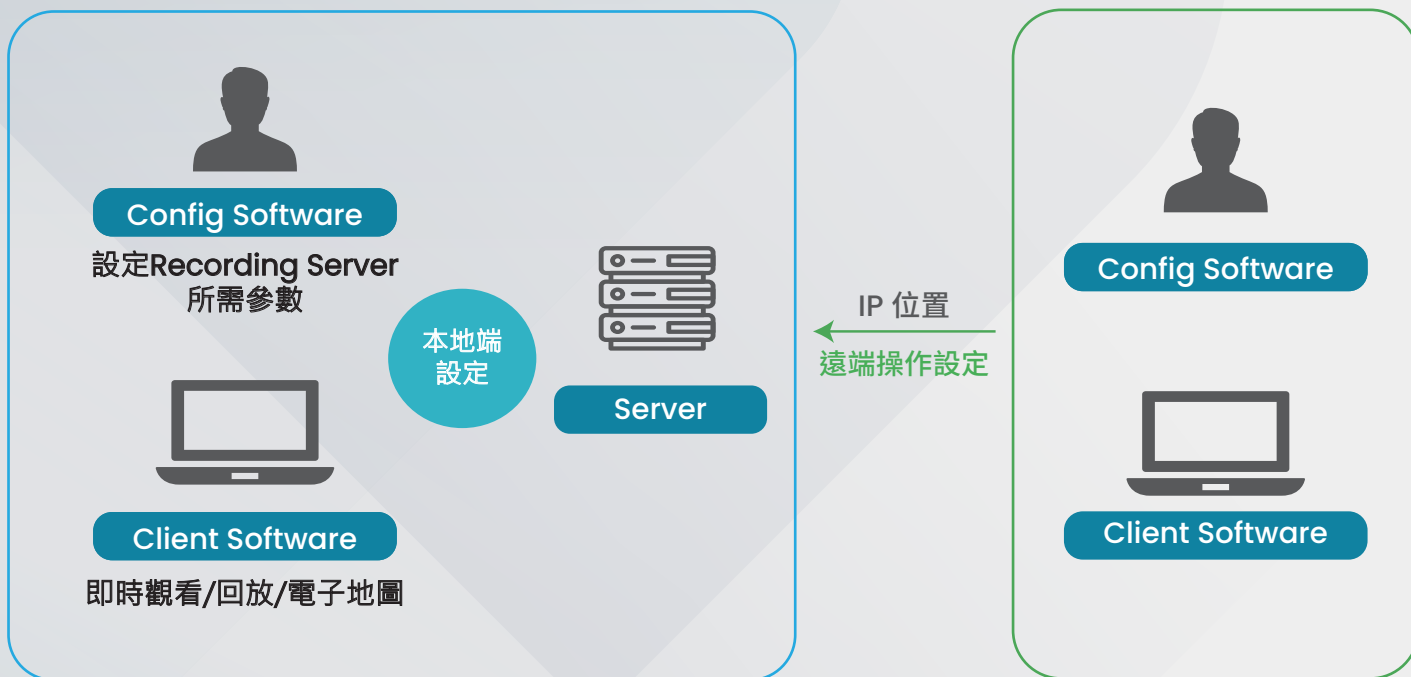 Config Software
設定Recording Server
所需參數
本地端
設定
Server
Client Software
即時觀看/回放/電子地圖
IP 位置
遠端操作設定
Config Software
Client Software